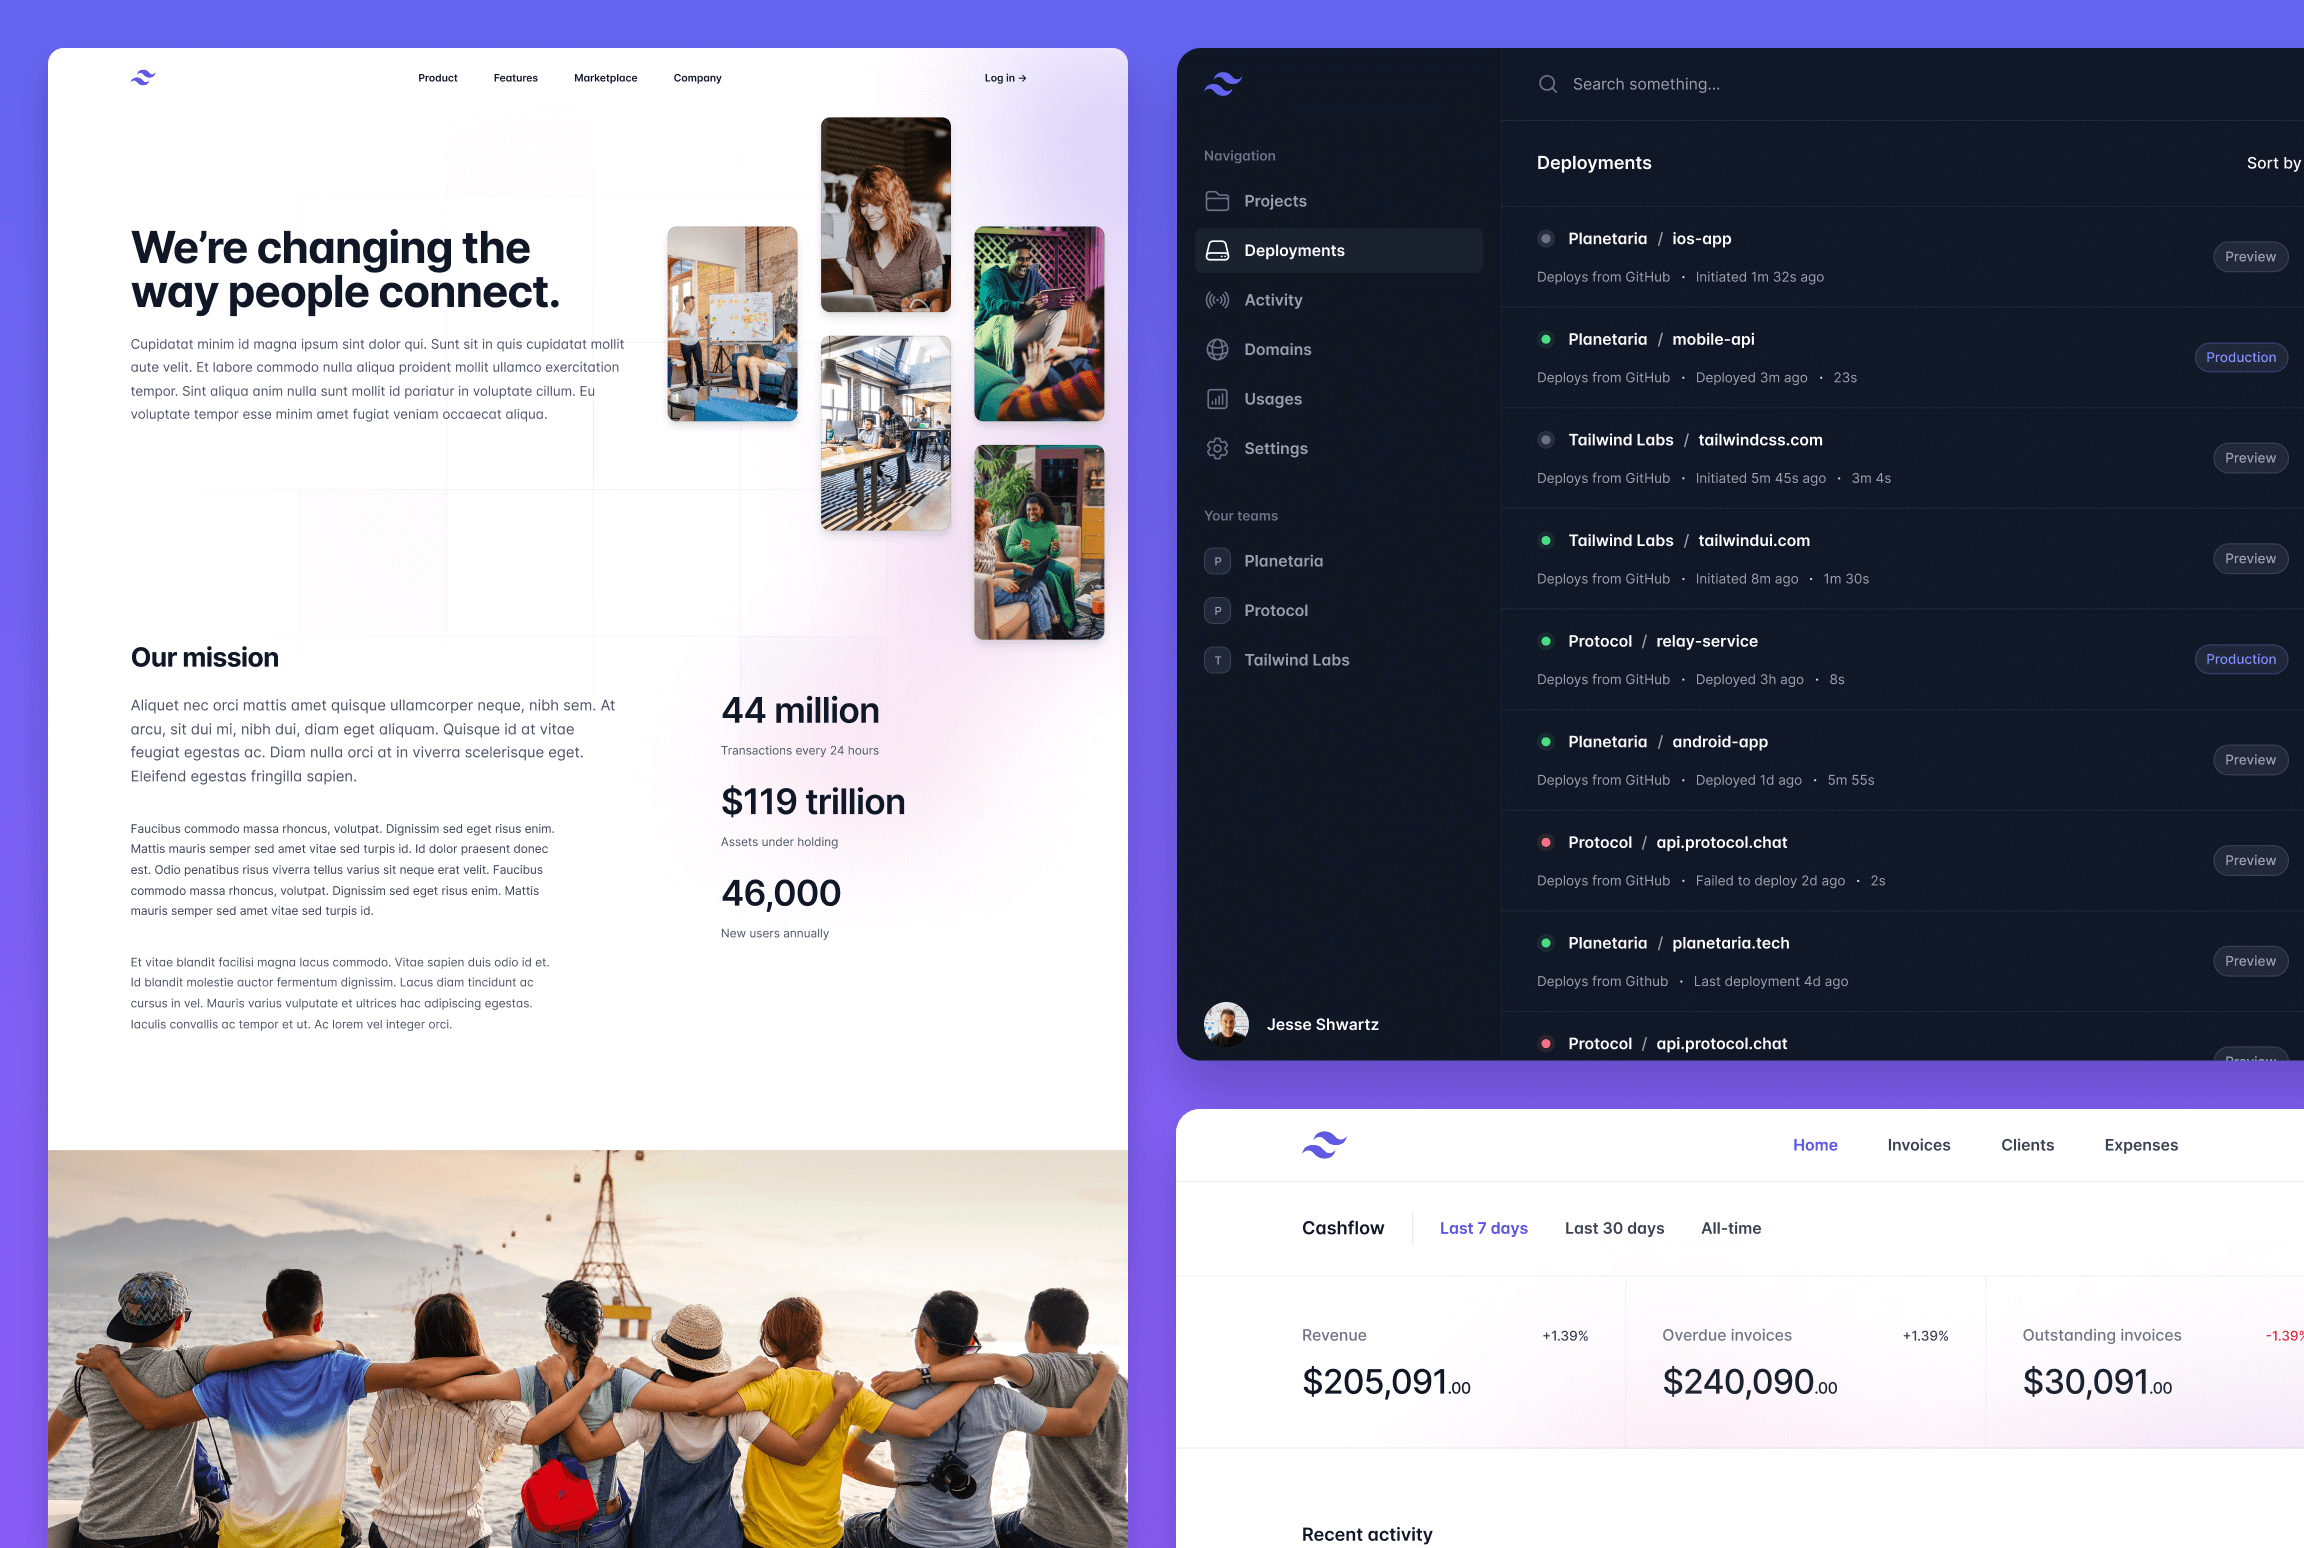 Product
Features
Marketplace
Company
Log in →
We’re changing the
way people connect.
Cupidatat minim id magna ipsum sint dolor qui. Sunt sit in quis cupidatat mollit
aute velit. Et labore commodo nulla aliqua proident mollit ullamco exercitation
tempor. Sint aliqua anim nulla sunt mollit id pariatur in voluptate cillum. Eu
voluptate tempor esse minim amet fugiat veniam occaecat aliqua.
Our mission
Aliquet nec orci mattis amet quisque ullamcorper neque, nibh sem. At
arcu, sit dui mi, nibh dui, diam eget aliquam. Quisque id at vitae
feugiat egestas ac. Diam nulla orci at in viverra scelerisque eget.
Eleifend egestas fringilla sapien.
Faucibus commodo massa rhoncus, volutpat. Dignissim sed eget risus enim.
Mattis mauris semper sed amet vitae sed turpis id. Id dolor praesent donec
est. Odio penatibus risus viverra tellus varius sit neque erat velit. Faucibus
commodo massa rhoncus, volutpat. Dignissim sed eget risus enim. Mattis
mauris semper sed amet vitae sed turpis id.
Et vitae blandit facilisi magna lacus commodo. Vitae sapien duis odio id et.
Id blandit molestie auctor fermentum dignissim. Lacus diam tincidunt ac
cursus in vel. Mauris varius vulputate et ultrices hac adipiscing egestas.
Iaculis convallis ac tempor et ut. Ac lorem vel integer orci.
44 million
Transactions every 24 hours
$119 trillion
Assets under holding
46,000
New users annually
Navigation
Projects
Deployments
Activity
Domains
Usages
Settings
Your teams
P Planetaria
P Protocol
T Tailwind Labs
Jesse Shwartz
Search something...
Deployments
Sort by
Planetaria / ios-app
Deploys from GitHub • Initiated 1m 32s ago
Preview
Planetaria / mobile-api
Deploys from GitHub • Deployed 3m ago • 23s
Production
Tailwind Labs / tailwindcss.com
Deploys from GitHub • Initiated 5m 45s ago • 3m 4s
Preview
Tailwind Labs / tailwindui.com
Deploys from GitHub • Initiated 8m ago • 1m 30s
Preview
Protocol / relay-service
Deploys from GitHub • Deployed 3h ago • 8s
Production
Planetaria / android-app
Deploys from GitHub • Deployed 1d ago • 5m 55s
Preview
Protocol / api.protocol.chat
Deploys from GitHub • Failed to deploy 2d ago • 2s
Preview
Planetaria / planetaria.tech
Deploys from Github • Last deployment 4d ago
Preview
Protocol / api.protocol.chat
Preview
Home
Invoices
Clients
Expenses
Cashflow
Last 7 days
Last 30 days
All-time
Revenue
+1.39%
$205,091.00
Overdue invoices
+1.39%
$240,090.00
Outstanding invoices
-1.39%
$30,091.00
Recent activity